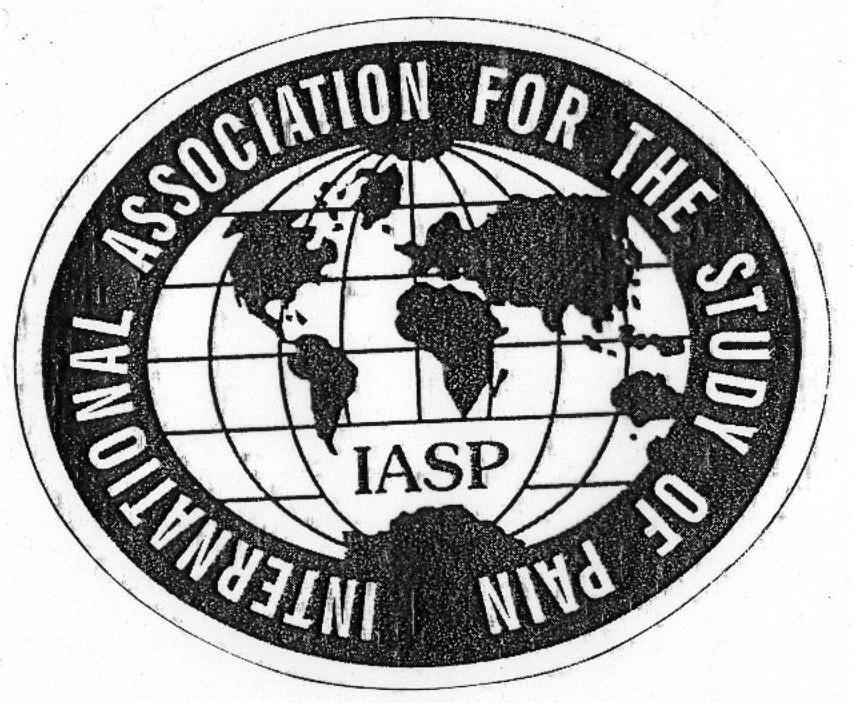 INTERNATIONAL ASSOCIATION FOR THE STUDY OF PAIN
IASP